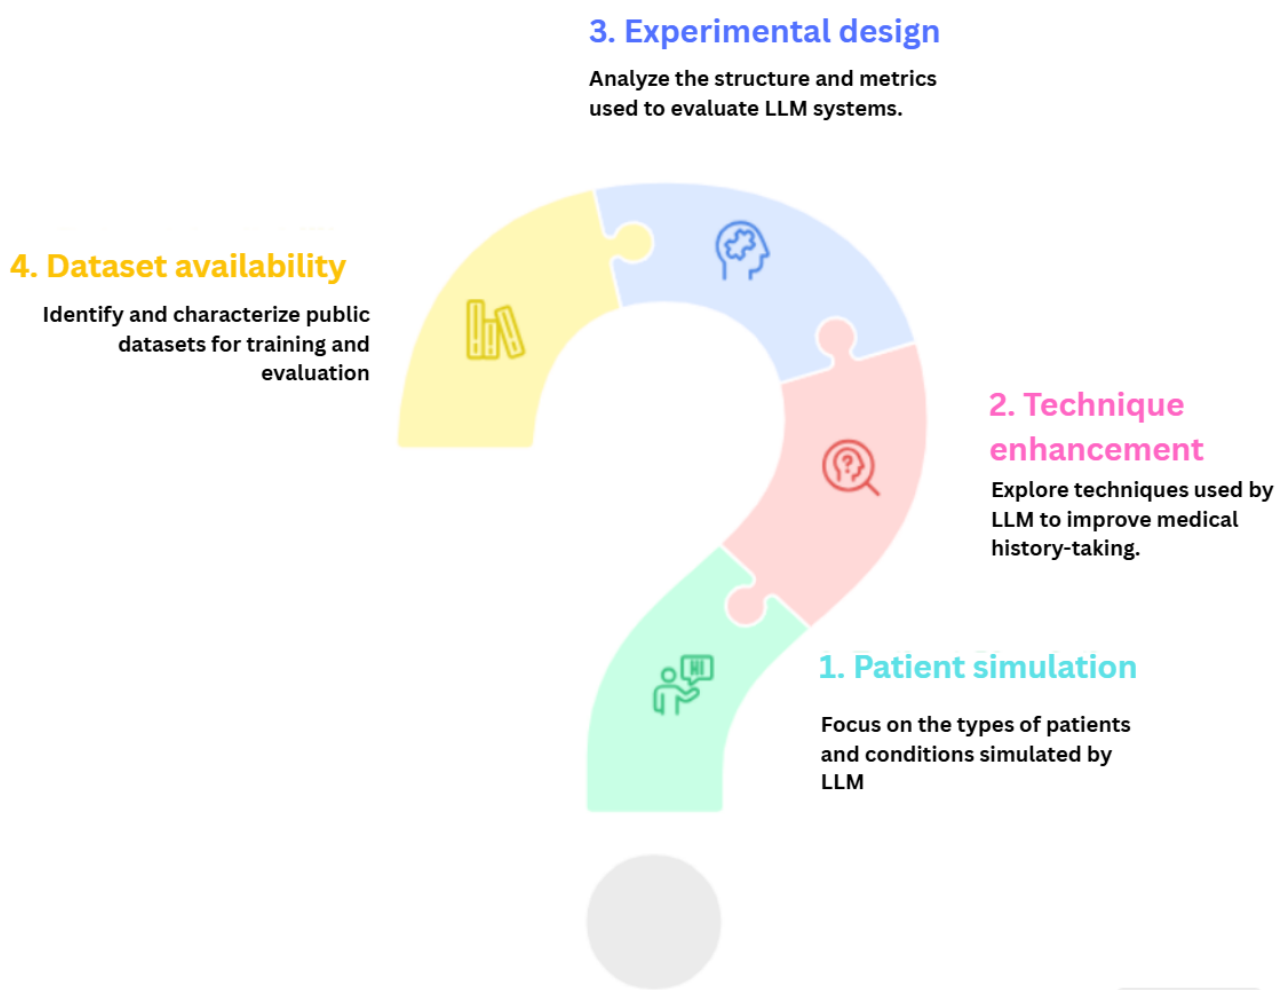 3. Experimental design
Analyze the structure and metrics
used to evaluate LLM systems.
4. Dataset availability
Identify and characterize public
datasets for training and
evaluation
2. Technique
enhancement
Explore techniques used by
LLM to improve medical
history-taking.
HI
1. Patient simulation
Focus on the types of patients
and conditions simulated by
LLM